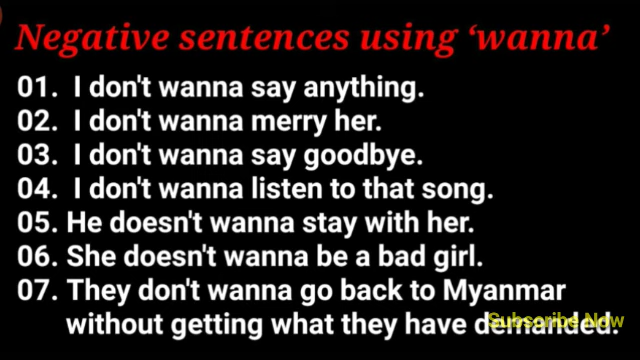 Negative sentences using ‘wanna’
01. I don't wanna say anything.
02. I don't wanna merry her.
03. I don't wanna say goodbye.
04. I don't wanna listen to that song.
05. He doesn't wanna stay with her.
06. She doesn't wanna be a bad girl.
07. They don't wanna go back to Myanmar
without getting what they have demanded.
Subscribe Now